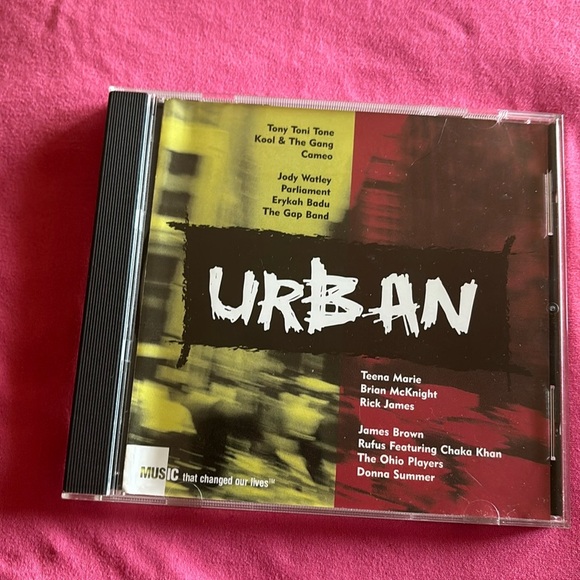 Tony Toni Tone
Kool & The Gang
Cameo
Jody Watley
Parliament
Erykah Badu
The Gap Band
URBAN
Teena Marie
Brian McKnight
Rick James
James Brown
Rufus Featuring Chaka Khan
The Ohio Players
Donna Summer
MUSIC that changed our lives™